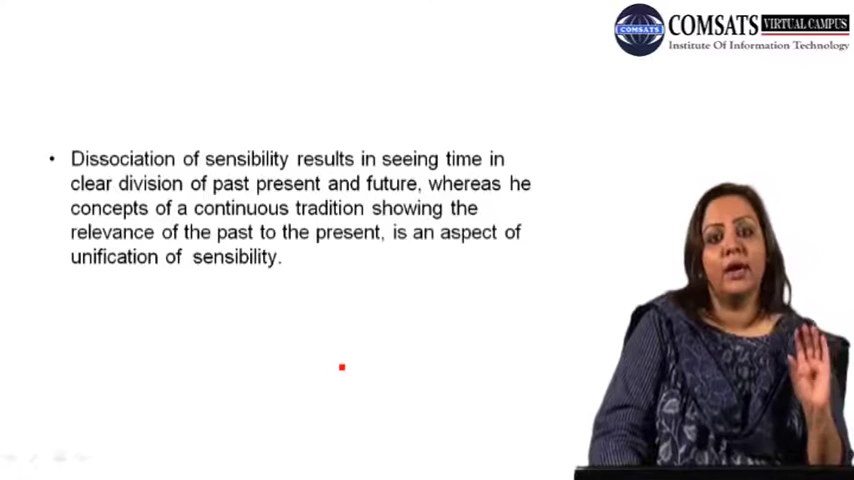 COMSATS VIRTUAL CAMPUS
Institute Of Information Technology
COMSATS
• Dissociation of sensibility results in seeing time in
clear division of past present and future, whereas he
concepts of a continuous tradition showing the
relevance of the past to the present, is an aspect of
unification of sensibility.